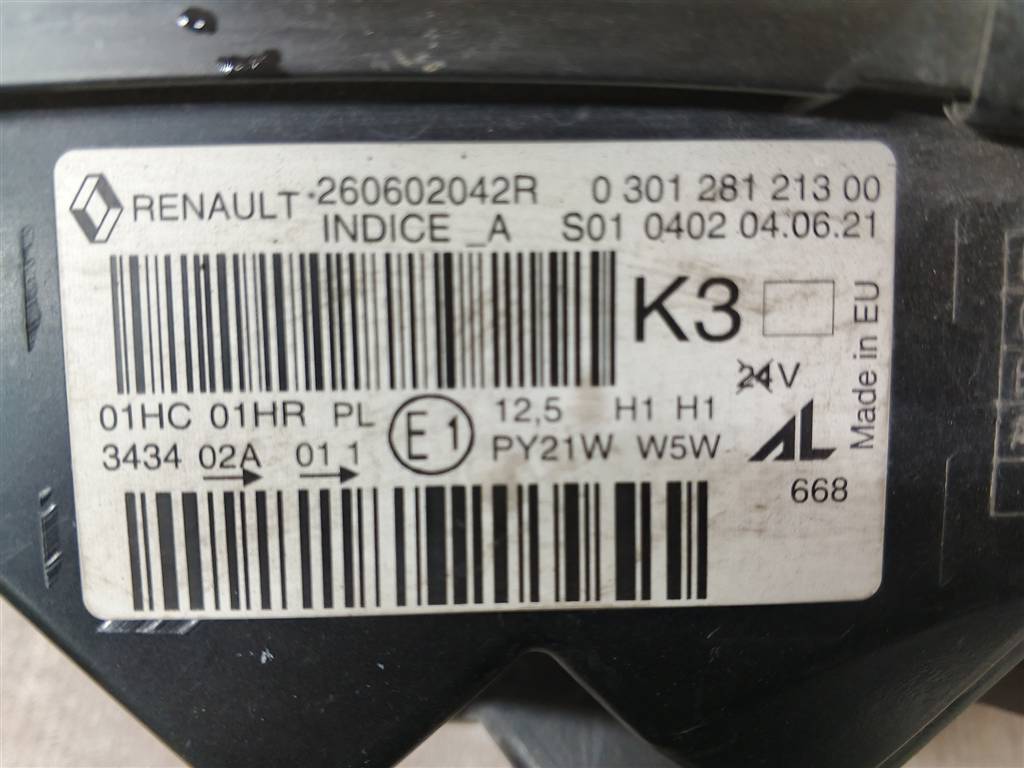 RENAULT 260602042R 0 301 281 213 00
INDICE _A S01 0402 04.06.21
K3
Made in EU
24V
01HC 01HR PL E1 12,5 H1 H1
3434 02A 01 1 PY21W W5W
AL
668